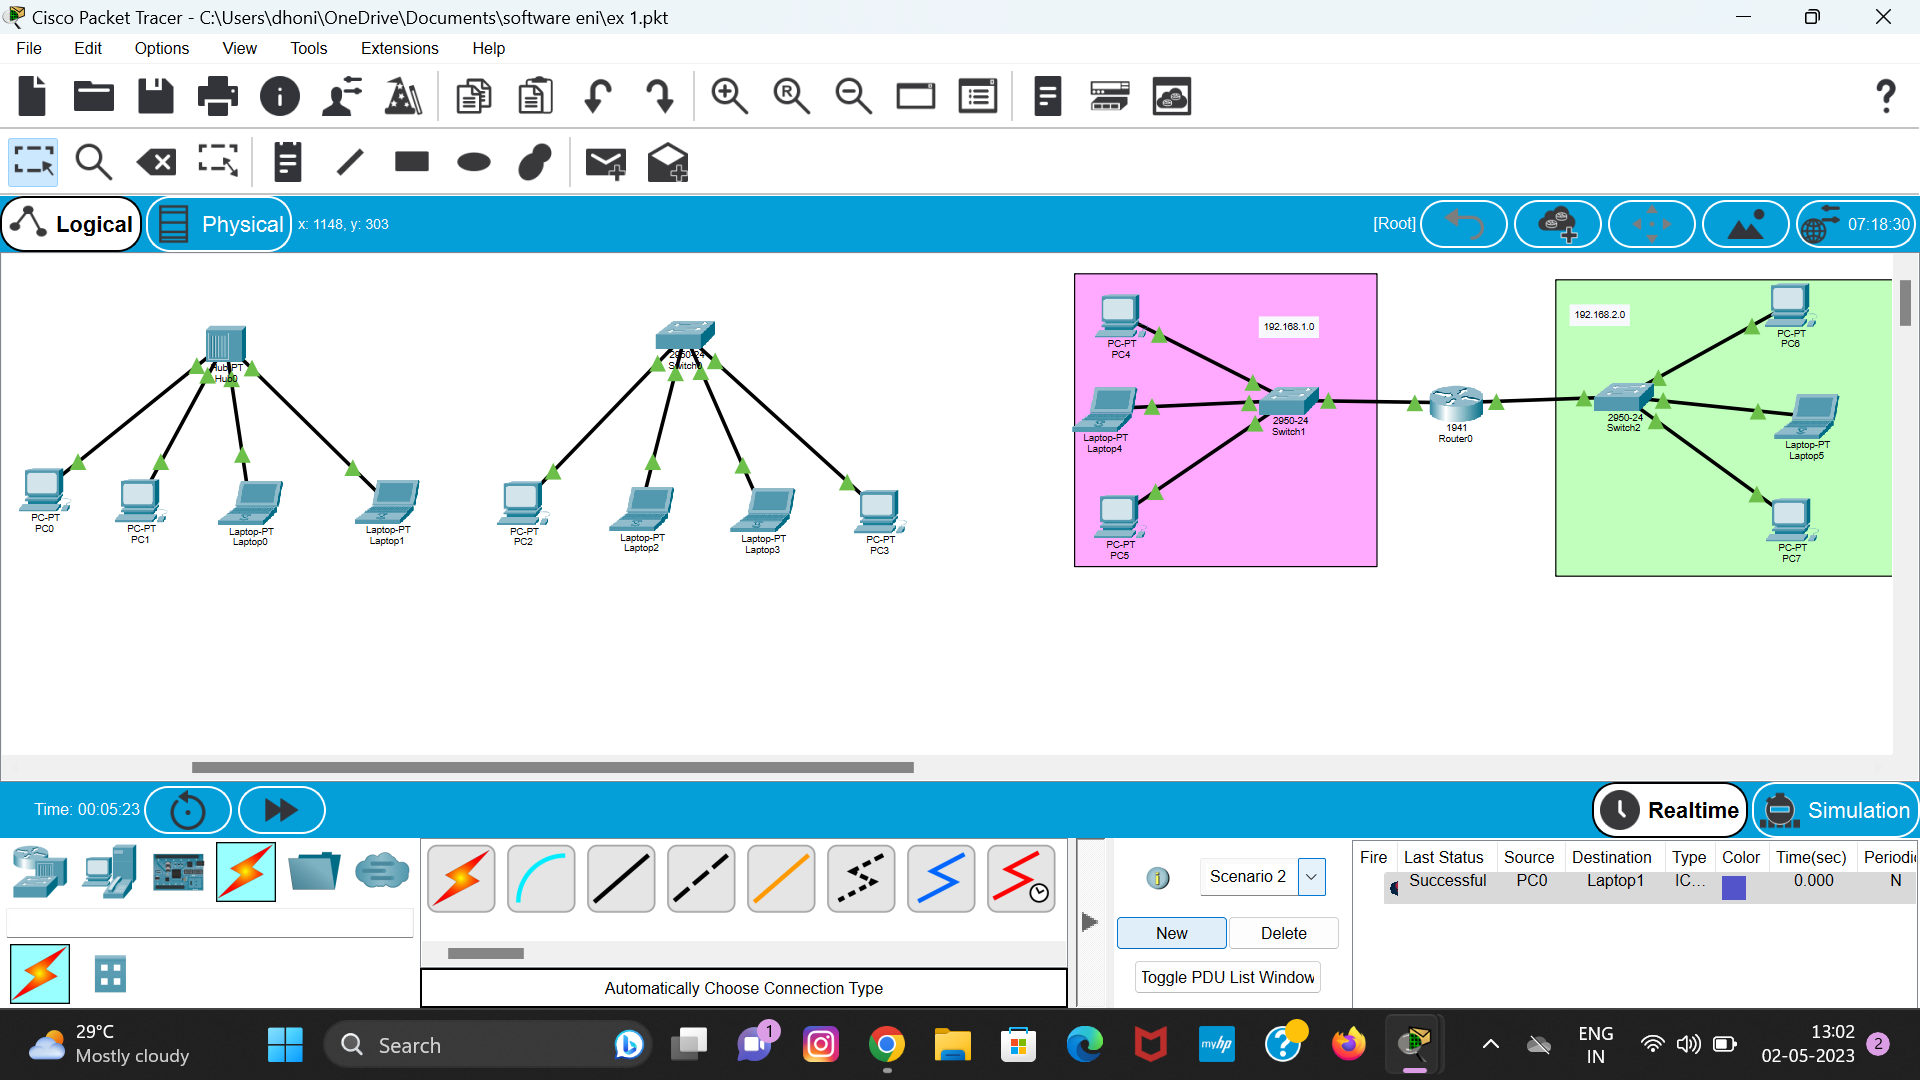 Cisco Packet Tracer - C:\Users\dhoni\OneDrive\Documents\software eni\ex 1.pkt
File Edit Options View Tools Extensions Help
Logical Physical x: 1148, y: 303 [Root] 07:18:30
Hub-PT
Hub0
PC-PT
PC0
PC-PT
PC1
Laptop-PT
Laptop0
Laptop-PT
Laptop1
2950-24
Switch0
PC-PT
PC2
Laptop-PT
Laptop2
Laptop-PT
Laptop3
PC-PT
PC3
192.168.1.0
PC-PT
PC4
Laptop-PT
Laptop4
PC-PT
PC5
2950-24
Switch1
1941
Router0
192.168.2.0
2950-24
Switch2
PC-PT
PC6
Laptop-PT
Laptop5
PC-PT
PC7
Time: 00:05:23 Realtime Simulation
Automatically Choose Connection Type
Scenario 2
New Delete
Toggle PDU List Window
Fire Last Status Source Destination Type Color Time(sec) Periodic
Successful PC0 Laptop1 IC... 0.000 N
29°C
Mostly cloudy
Search
1
myhp
ENG
IN
13:02
02-05-2023
2